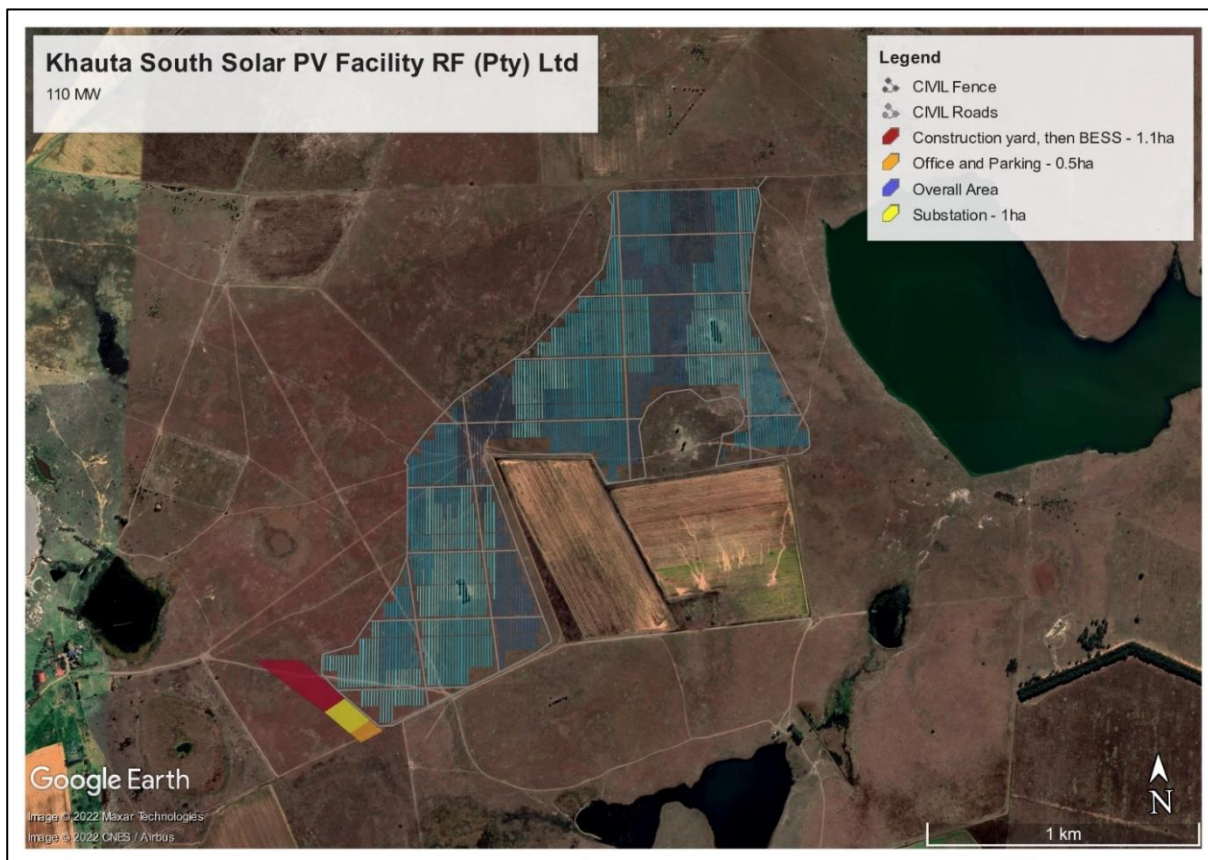 Khauta South Solar PV Facility RF (Pty) Ltd
110 MW
Legend
CIVIL Fence
CIVIL Roads
Construction yard, then BESS - 1.1ha
Office and Parking - 0.5ha
Overall Area
Substation - 1ha
Google Earth
Image © 2022 Maxar Technologies
Image © 2022 CNES / Airbus
N
1 km